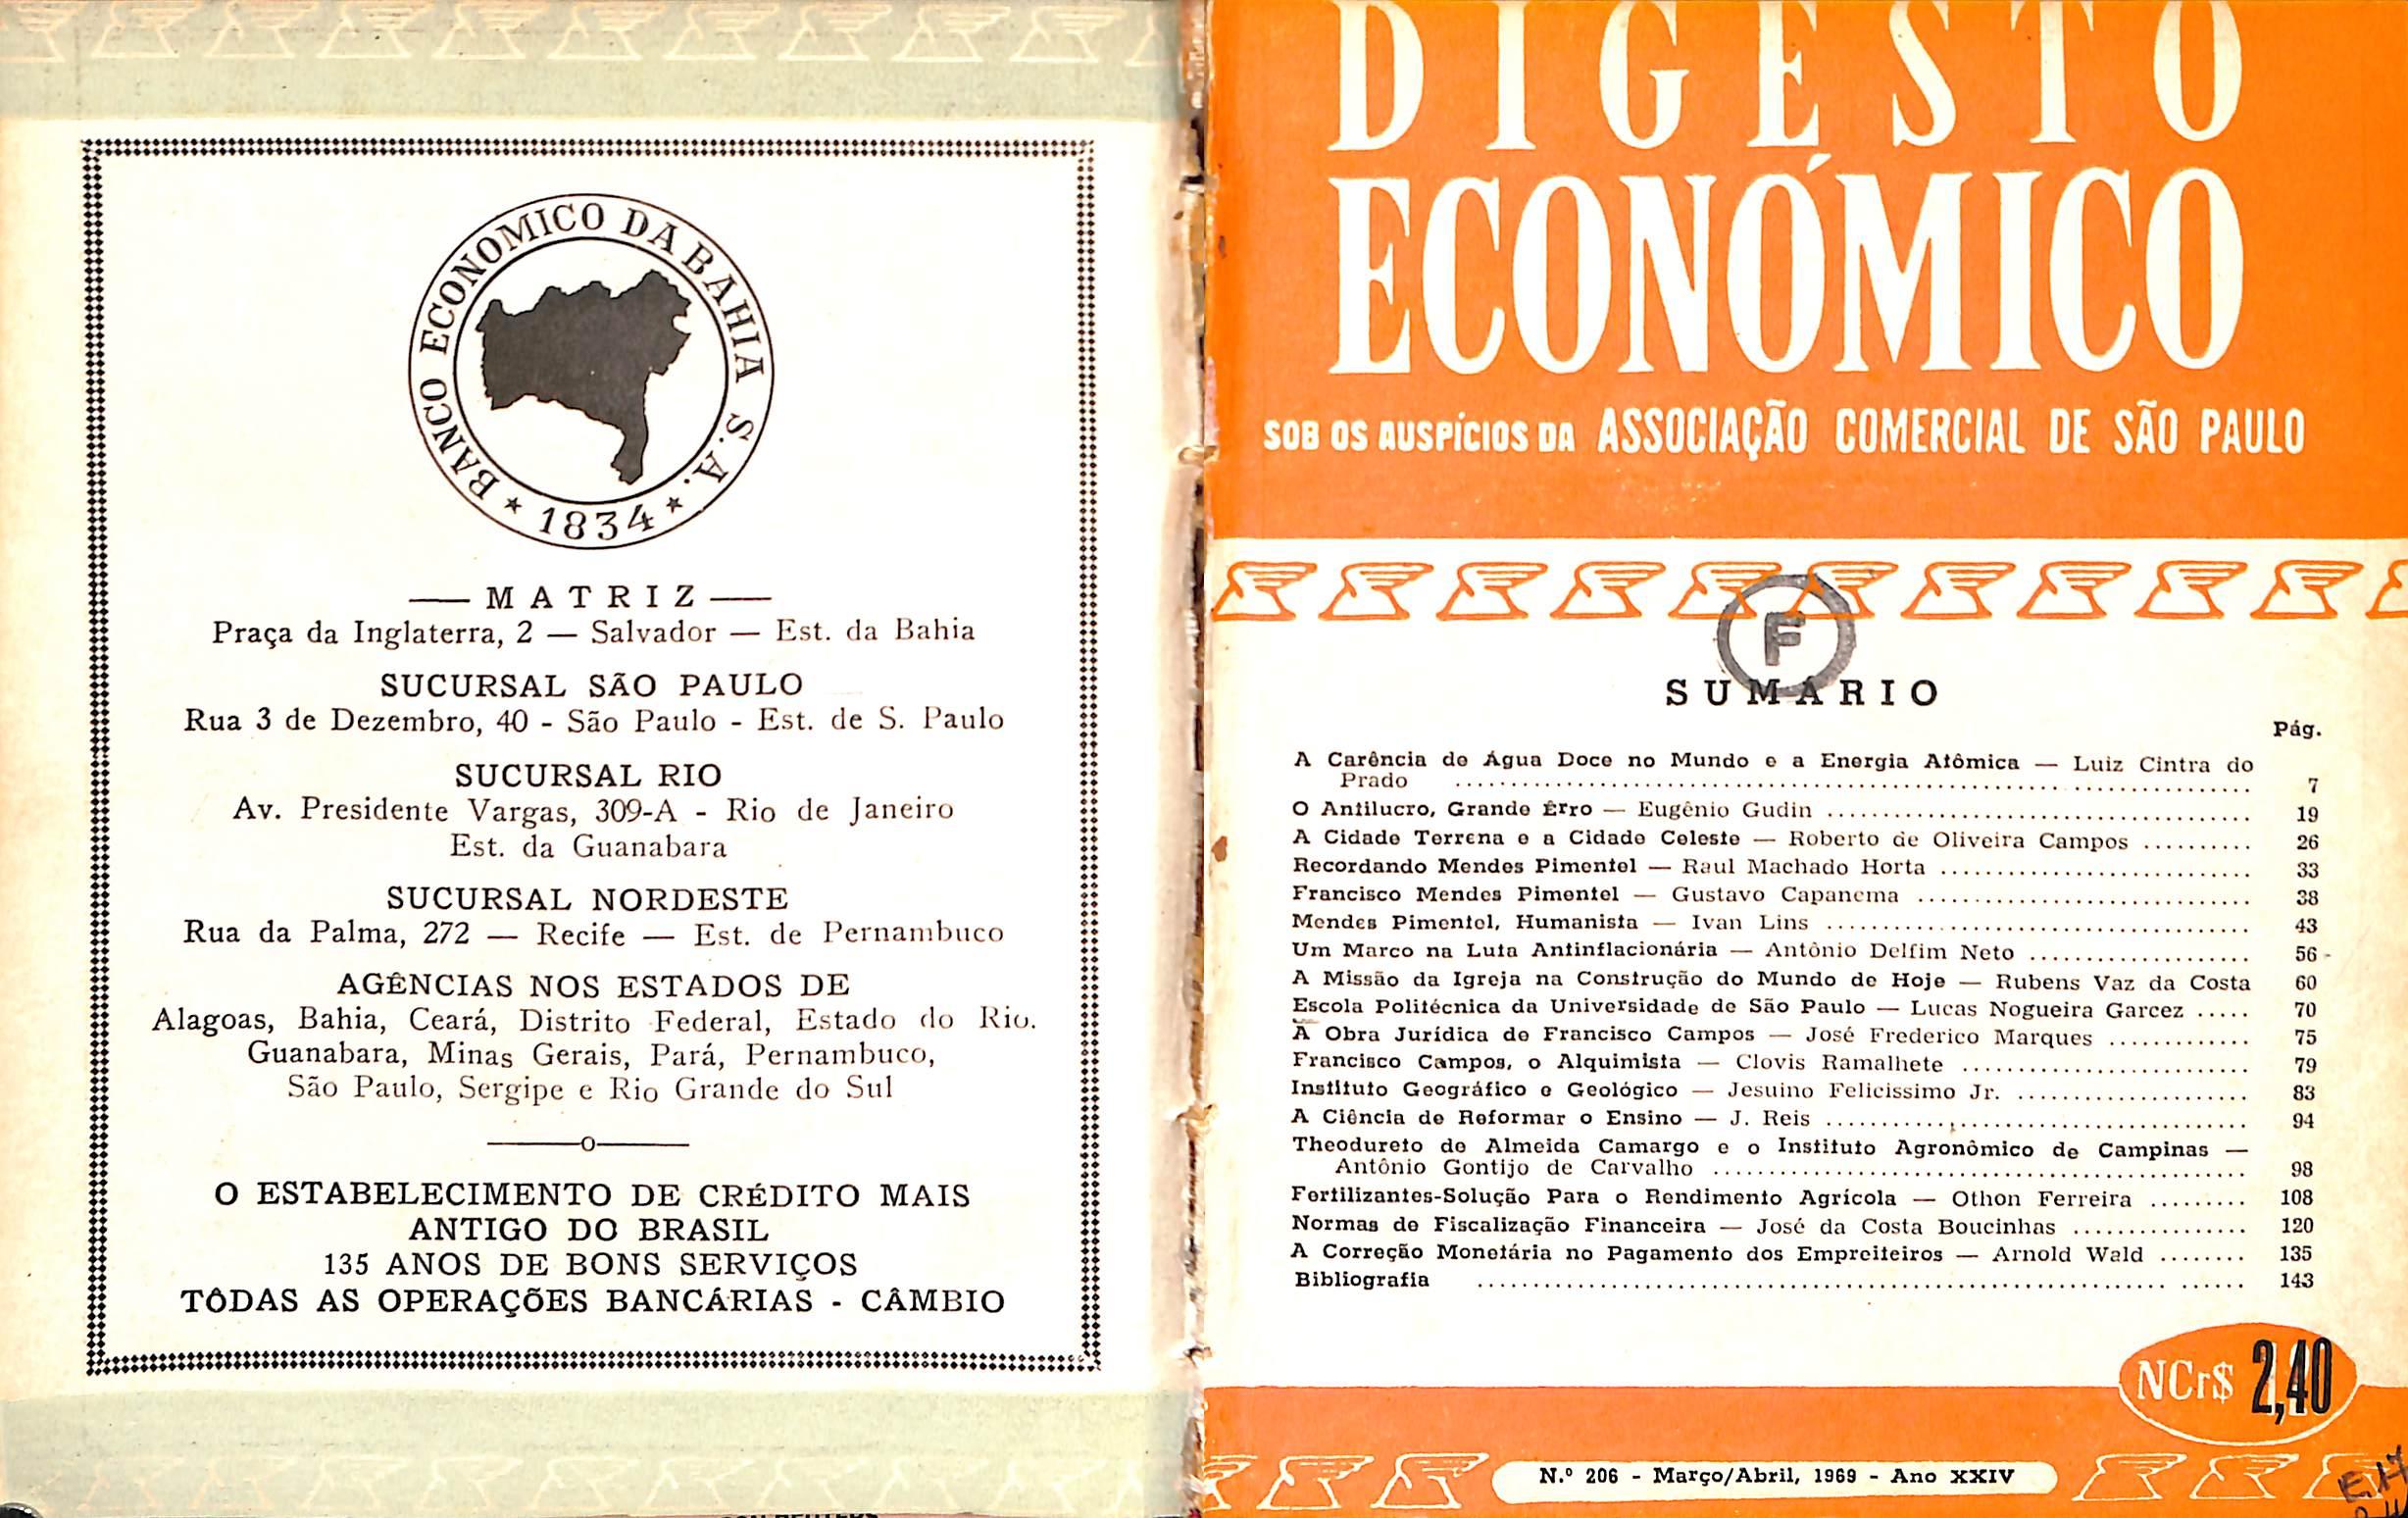 BANCO ECONOMICO DA BAHIA S.A.
★ 1834 ★
— MATRIZ —
Praça da Inglaterra, 2 — Salvador — Est. da Bahia
SUCURSAL SÃO PAULO
Rua 3 de Dezembro, 40 - São Paulo - Est. de S. Paulo
SUCURSAL RIO
Av. Presidente Vargas, 309-A - Rio de Janeiro
Est. da Guanabara
SUCURSAL NORDESTE
Rua da Palma, 272 — Recife — Est. de Pernambuco
AGÊNCIAS NOS ESTADOS DE
Alagoas, Bahia, Ceará, Distrito Federal, Estado do Rio.
Guanabara, Minas Gerais, Pará, Pernambuco,
São Paulo, Sergipe e Rio Grande do Sul
———o———
O ESTABELECIMENTO DE CRÉDITO MAIS
ANTIGO DO BRASIL
135 ANOS DE BONS SERVIÇOS
TÔDAS AS OPERAÇÕES BANCÁRIAS - CÂMBIO
DIGESTO
ECONÓMICO
SOB OS AUSPÍCIOS DA ASSOCIAÇÃO COMERCIAL DE SÃO PAULO
F
SUMÁRIO
Pág.
A Carência de Água Doce no Mundo e a Energia Atômica — Luiz Cintra do
Prado ........ 7
O Antilucro, Grande Êrro — Eugênio Gudin ........ 19
A Cidade Terrena e a Cidade Celeste — Roberto de Oliveira Campos ........ 26
Recordando Mendes Pimentel — Raul Machado Horta ........ 33
Francisco Mendes Pimentel — Gustavo Capanema ........ 38
Mendes Pimentel, Humanista — Ivan Lins ........ 43
Um Marco na Luta Antinflacionária — Antônio Delfim Neto ........ 56
A Missão da Igreja na Construção do Mundo de Hoje — Rubens Vaz da Costa 60
Escola Politécnica da Universidade de São Paulo — Lucas Nogueira Garcez ..... 70
A Obra Jurídica de Francisco Campos — José Frederico Marques ........ 75
Francisco Campos, o Alquimista — Clovis Ramalhete ........ 79
Instituto Geográfico e Geológico — Jesuino Felicissimo Jr. ........ 83
A Ciência de Reformar o Ensino — J. Reis ........ 94
Theodureto de Almeida Camargo e o Instituto Agronômico de Campinas —
Antônio Gontijo de Carvalho ........ 98
Fertilizantes-Solução Para o Rendimento Agrícola — Othon Ferreira ........ 108
Normas de Fiscalização Financeira — José da Costa Boucinhas ........ 120
A Correção Monetária no Pagamento dos Empreiteiros — Arnold Wald ........ 135
Bibliografia ........ 143
NCr$ 2,40
N.º 206 - Março/Abril, 1969 - Ano XXIV